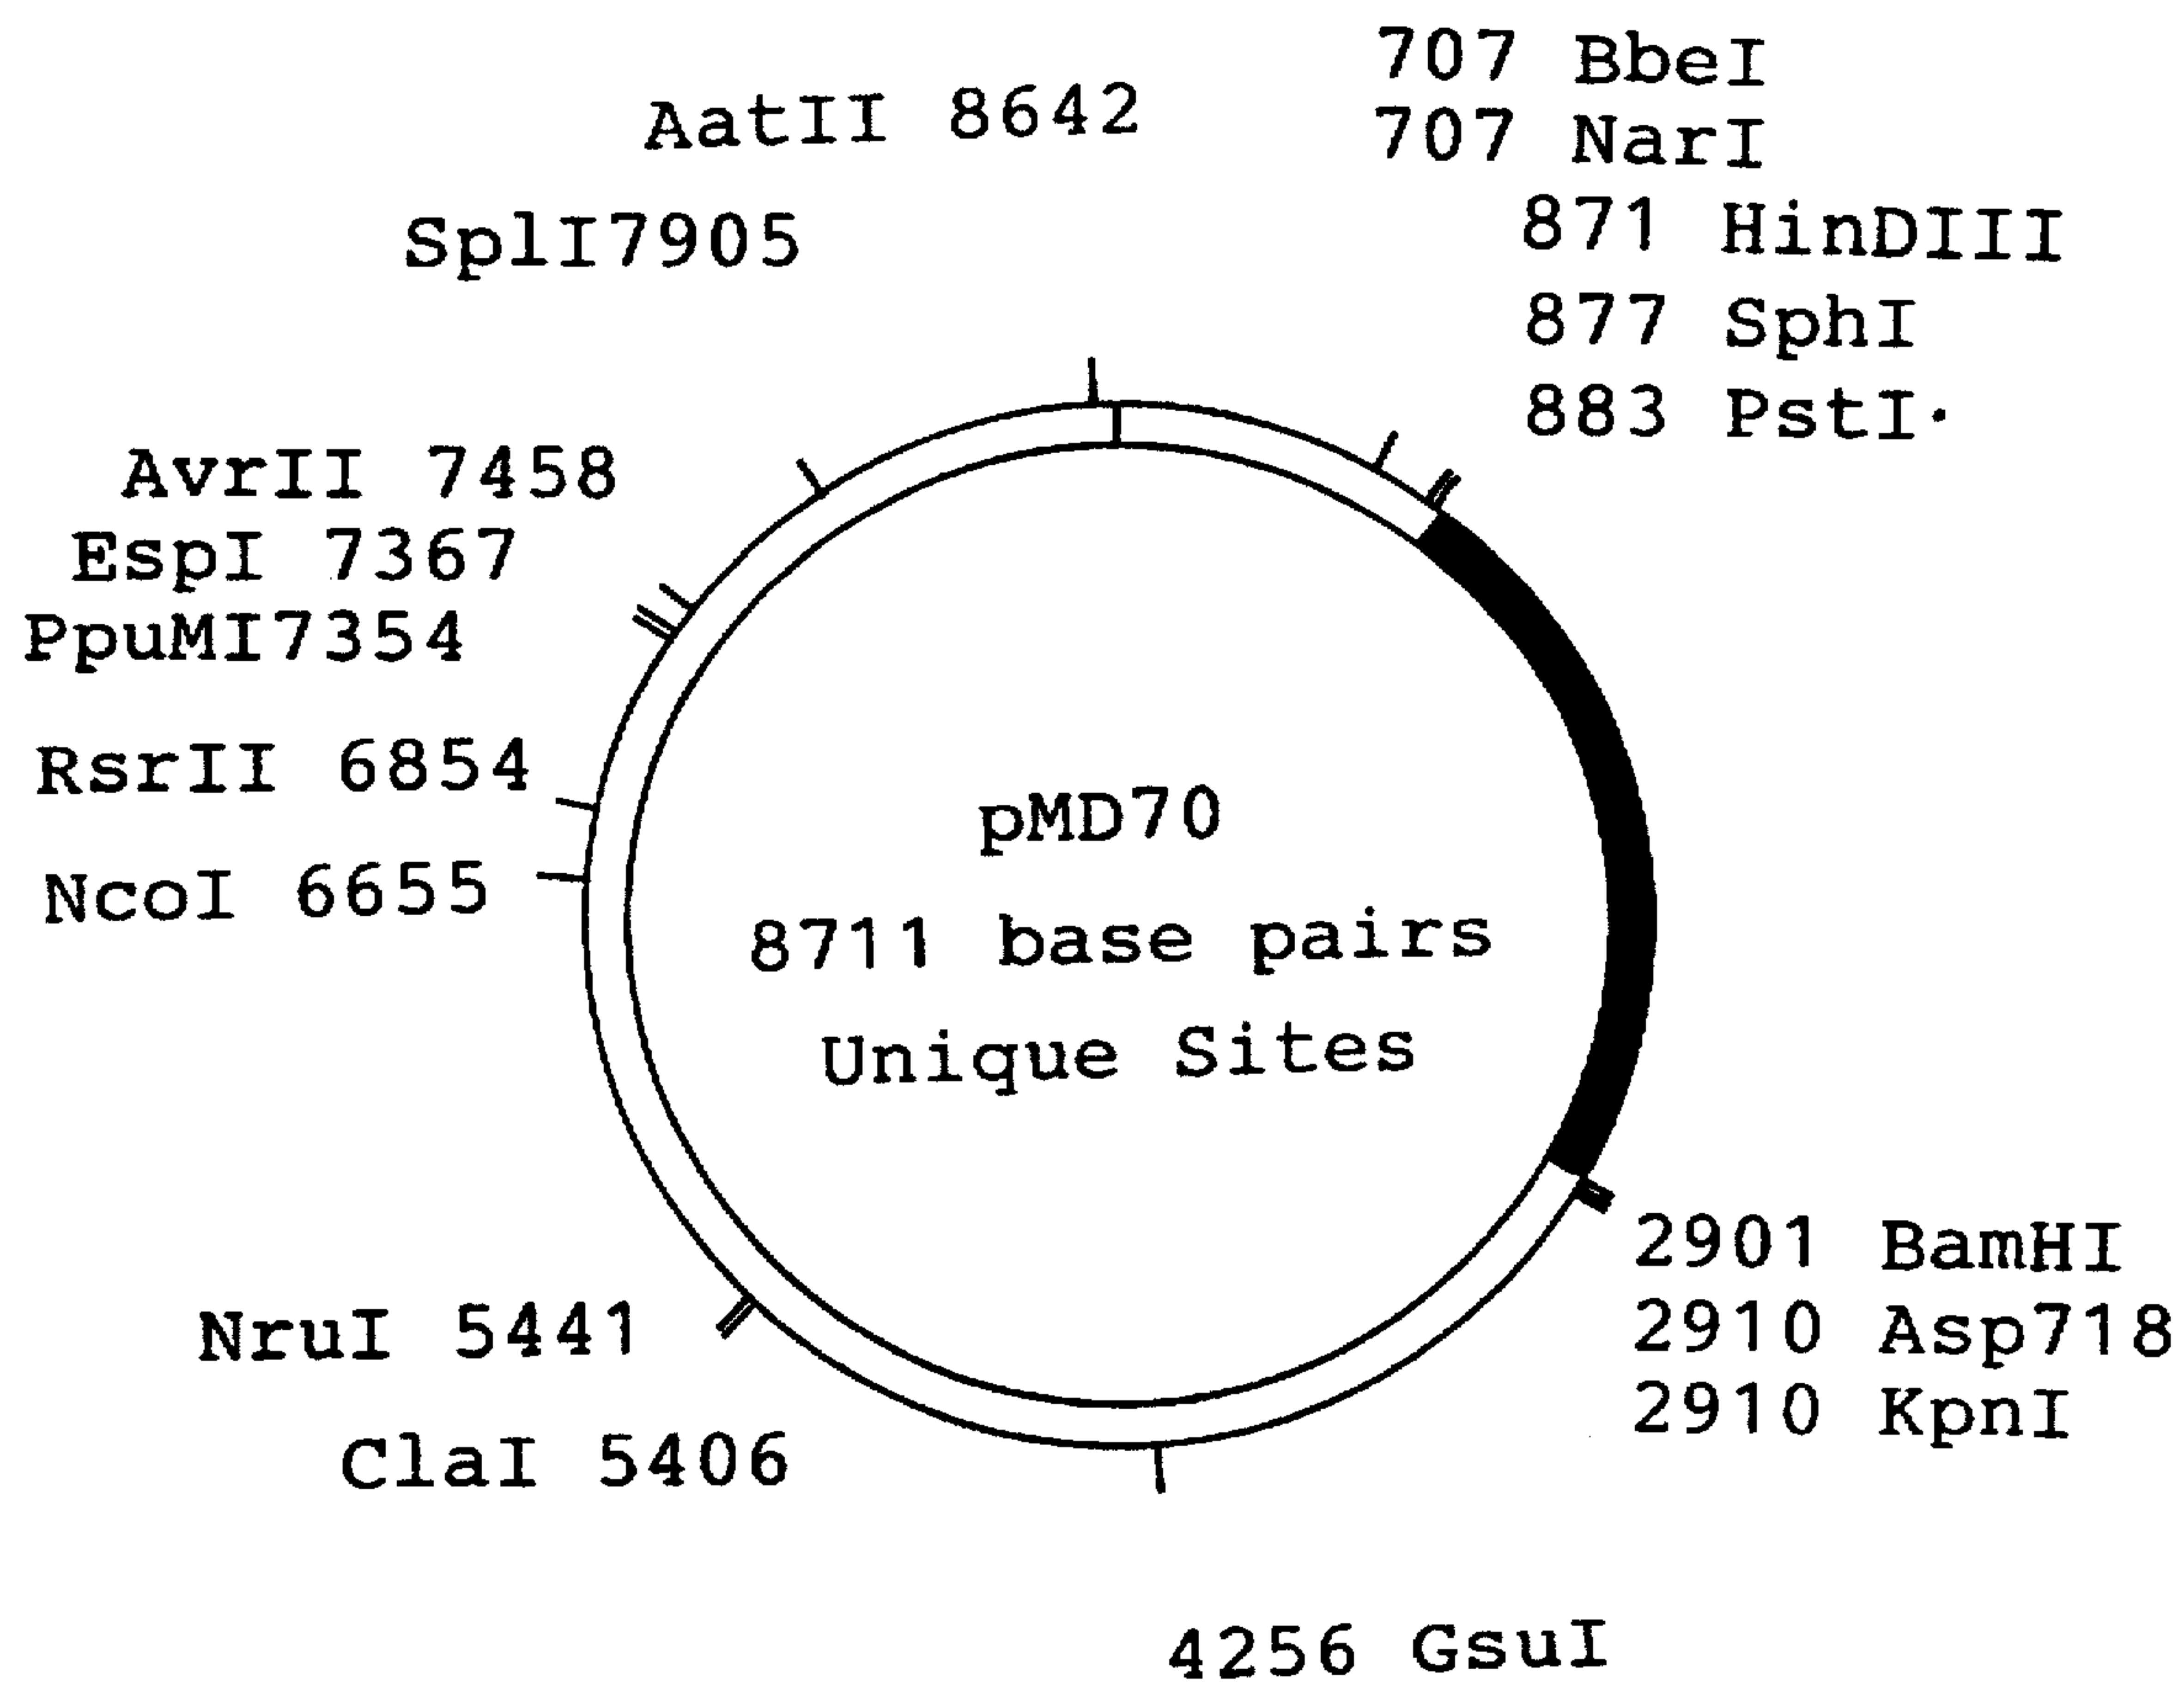 707 BbeI
AatII 8642
707 NarI
SplI7905
871 HinDIII
877 SphI
883 PstI
AvrII 7458
EspI 7367
PpuMI7354
RsrII 6854
pMD70
NcoI 6655
8711 base pairs
Unique Sites
2901 BamHI
NruI 5441
2910 Asp718
2910 KpnI
ClaI 5406
4256 GsuI